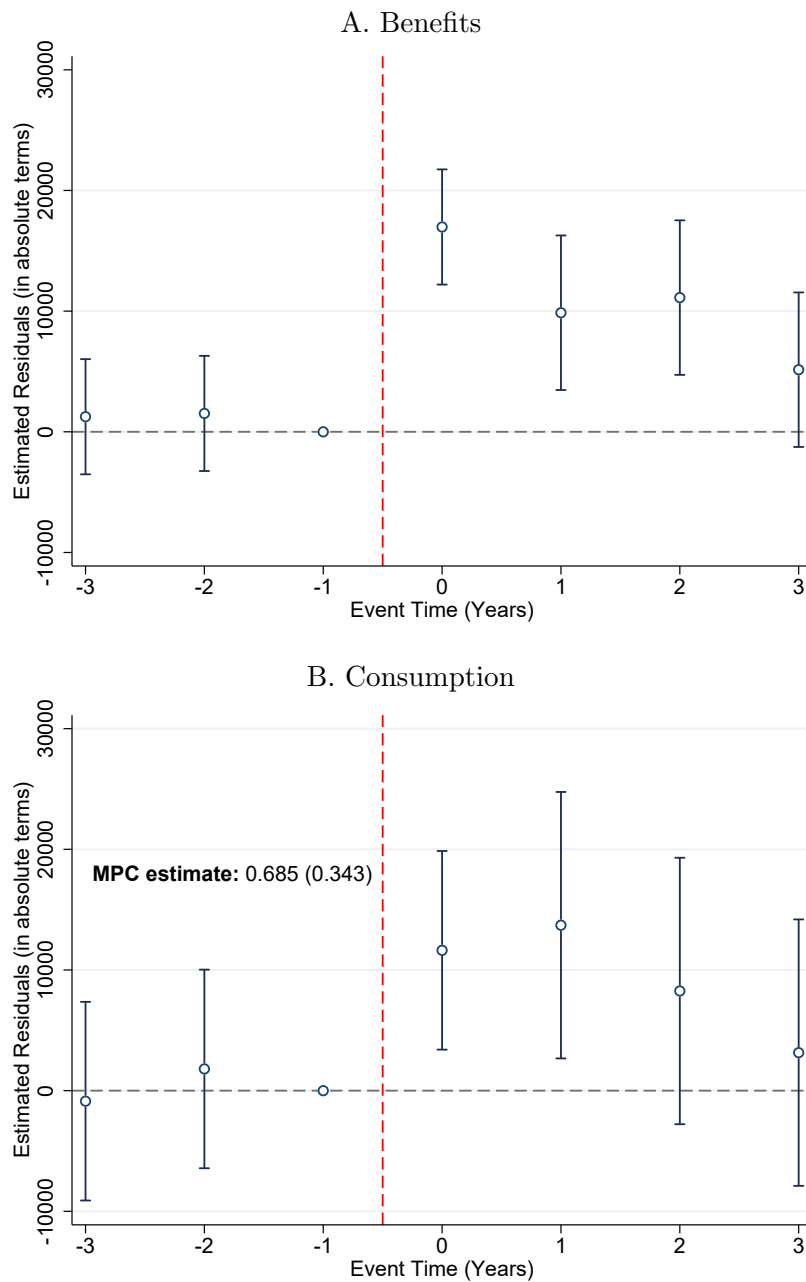 A. Benefits
Estimated Residuals (in absolute terms)
30000
20000
10000
0
-10000
-3 -2 -1 0 1 2 3
Event Time (Years)
B. Consumption
Estimated Residuals (in absolute terms)
30000
20000
10000
0
-10000
MPC estimate: 0.685 (0.343)
-3 -2 -1 0 1 2 3
Event Time (Years)